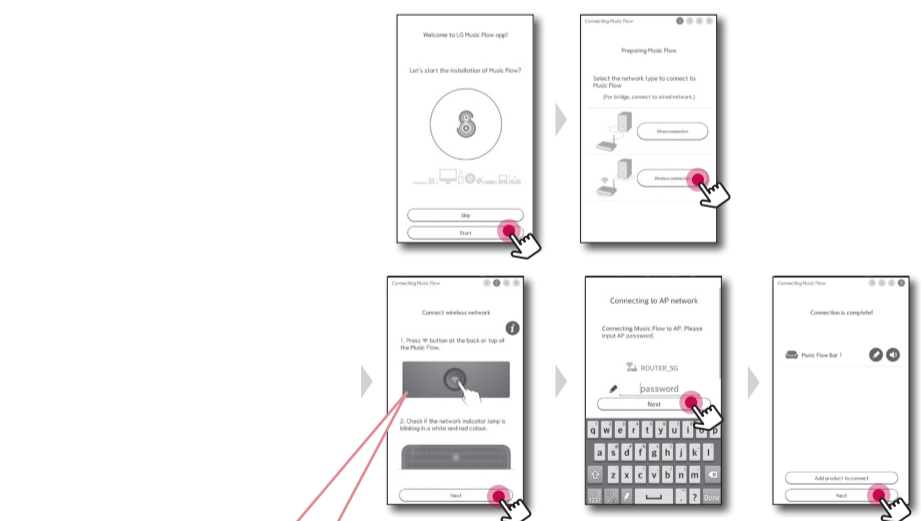 Welcome to LG Music Flow app!
Let's start the installation of Music Flow?
Skip
Start
Connecting Music Flow
1
Preparing Music Flow
Select the network type to connect to
Music Flow
(For bridge, connect to wired network.)
Wired connection
Wireless connection
Connecting Music Flow
Connect wireless network
i
1. Press button at the back or top of
the Music Flow.
2. Check if the network indicator lamp is
blinking in a white and red colour.
Next
Connecting to AP network
Connecting Music Flow to AP. Please
input AP password.
ROUTER_SG
password
Next
q w e r t y u i o p
a s d f g h j k l
z x c v b n m
. ? Done
Connecting Music Flow
Connection is complete!
Music Flow Bar 1
Add product to connect
Next